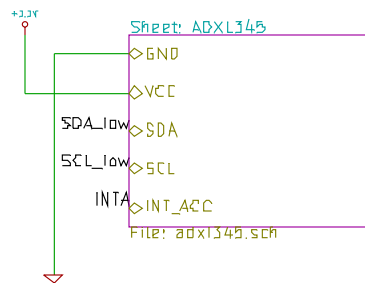 +3.3V
Sheet: ADXL345
GND
VCC
SDA_low SDA
SCL_low SCL
INTA INT_ACC
File: adxl345.sch